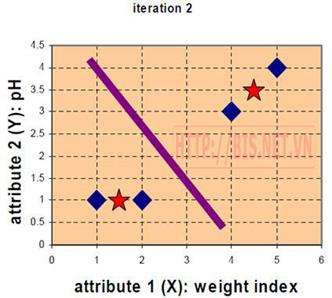 iteration 2
attribute 2 (Y): pH
4.5
4
3.5
3
2.5
2
1.5
1
0.5
0
HTTP://BIS.NET.VN
0 1 2 3 4 5 6
attribute 1 (X): weight index